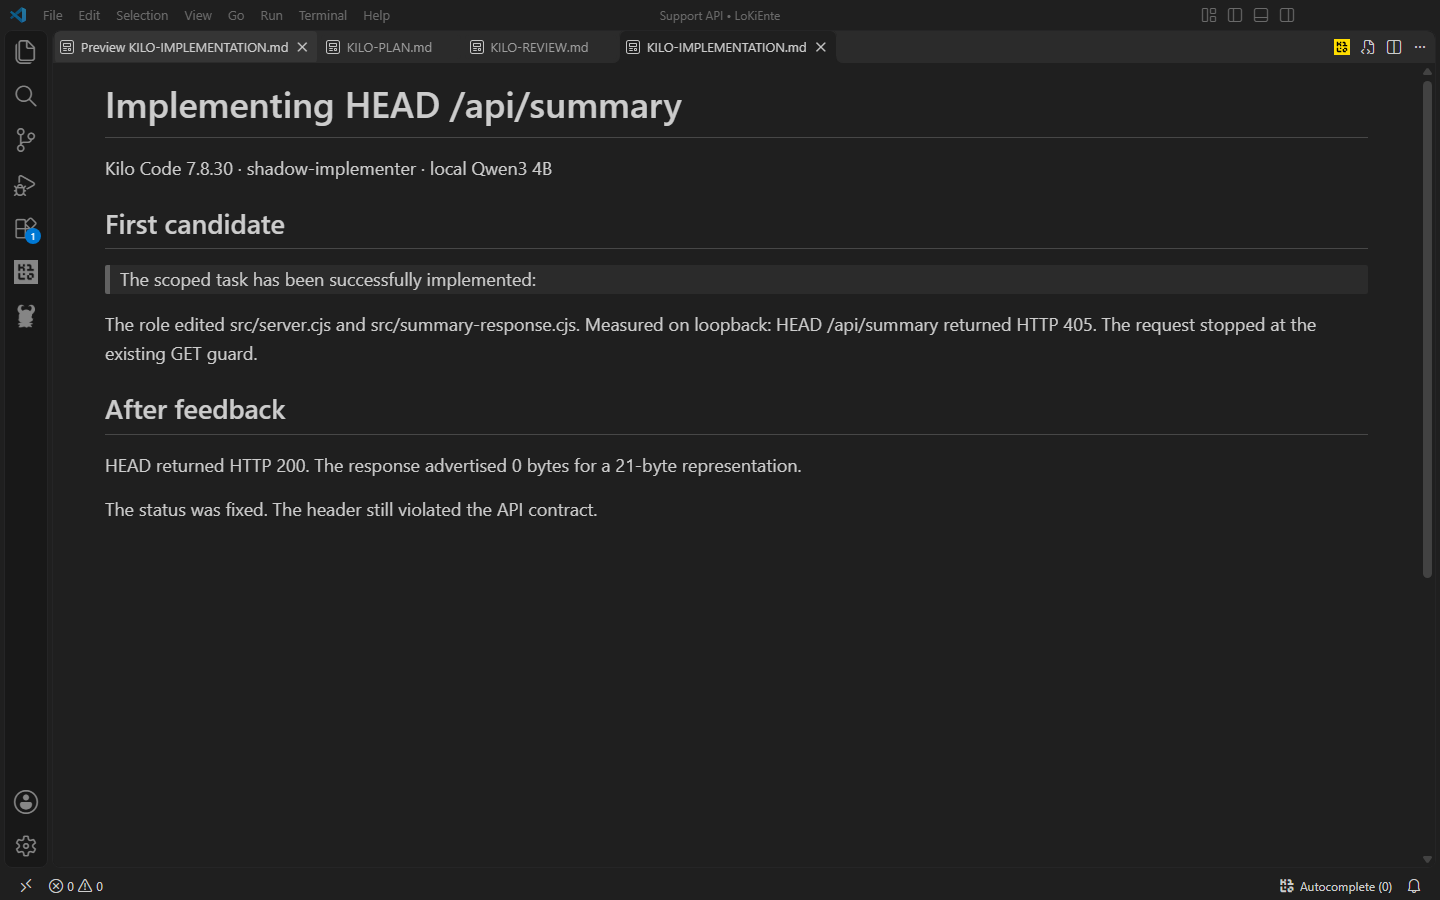 File Edit Selection View Go Run Terminal Help
Support API • LoKiEnte
Preview KILO-IMPLEMENTATION.md
KILO-PLAN.md
KILO-REVIEW.md
KILO-IMPLEMENTATION.md
Implementing HEAD /api/summary
Kilo Code 7.8.30 · shadow-implementer · local Qwen3 4B
First candidate
The scoped task has been successfully implemented:
The role edited src/server.cjs and src/summary-response.cjs. Measured on loopback: HEAD /api/summary returned HTTP 405. The request stopped at the
existing GET guard.
After feedback
HEAD returned HTTP 200. The response advertised 0 bytes for a 21-byte representation.
The status was fixed. The header still violated the API contract.
1
0 0
Autocomplete (0)